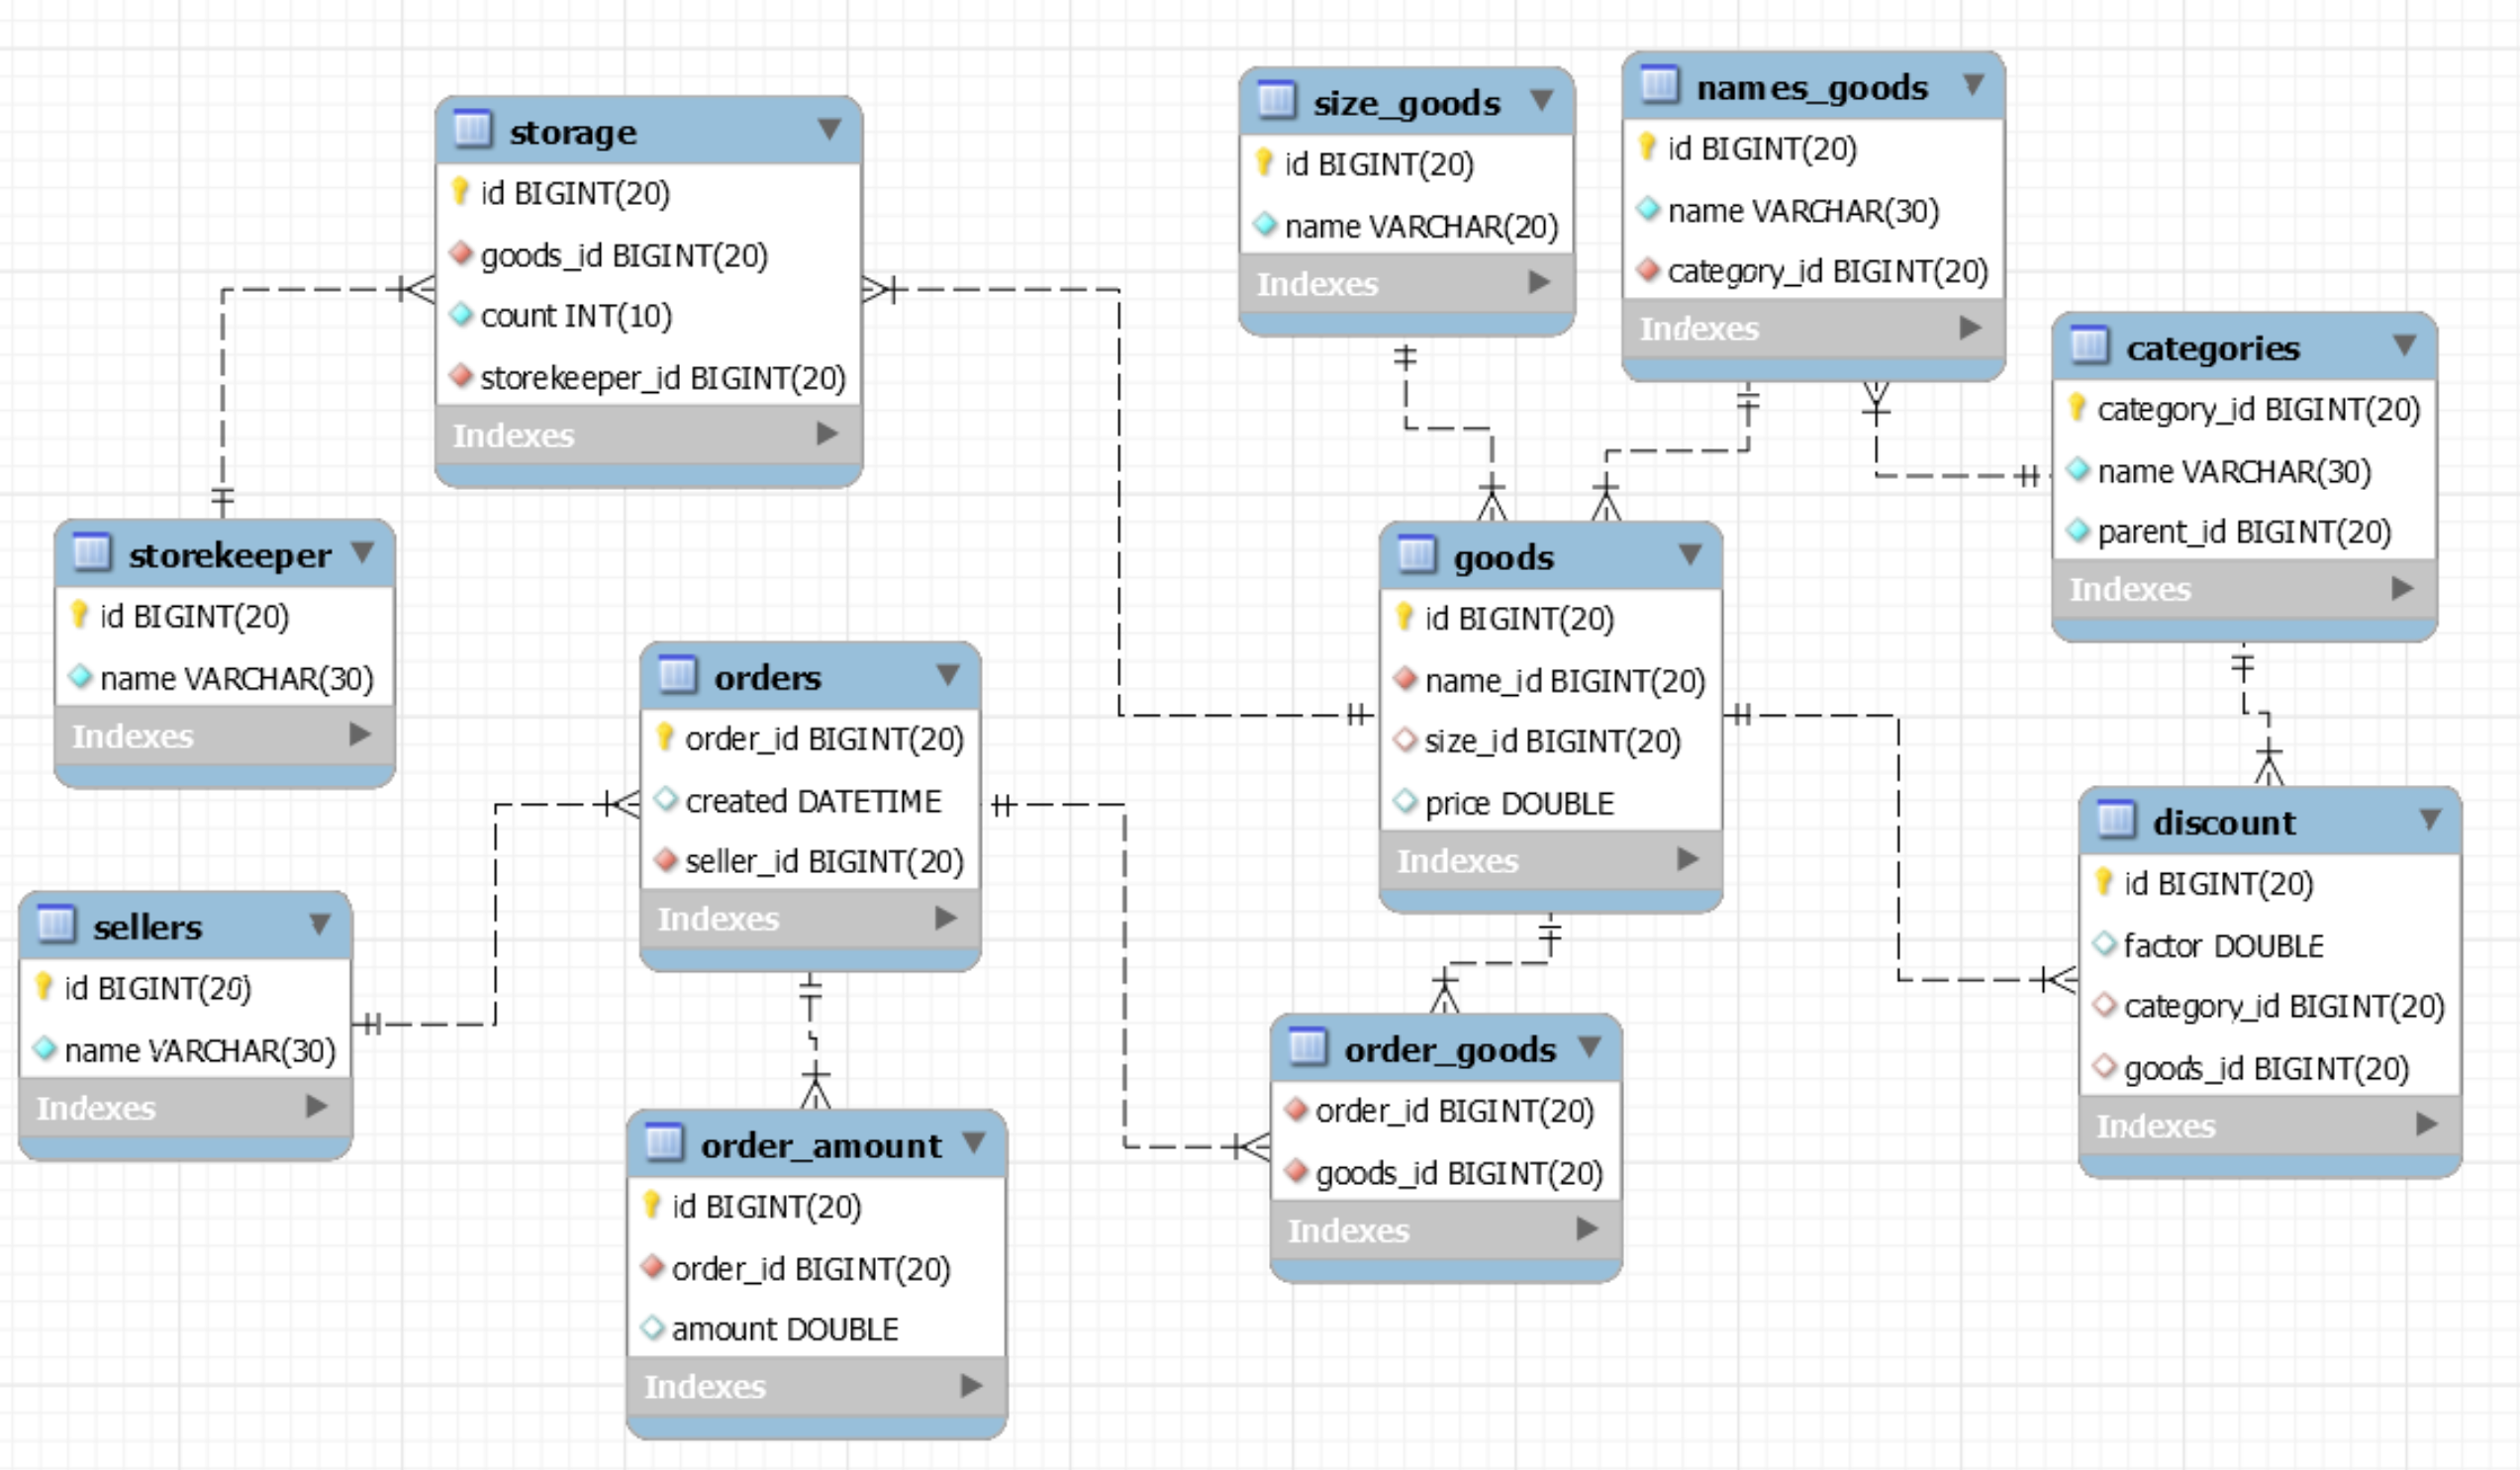 storage
id BIGINT(20)
goods_id BIGINT(20)
count INT(10)
storekeeper_id BIGINT(20)
Indexes
size_goods
id BIGINT(20)
name VARCHAR(20)
Indexes
names_goods
id BIGINT(20)
name VARCHAR(30)
category_id BIGINT(20)
Indexes
categories
category_id BIGINT(20)
name VARCHAR(30)
parent_id BIGINT(20)
Indexes
storekeeper
id BIGINT(20)
name VARCHAR(30)
Indexes
orders
order_id BIGINT(20)
created DATETIME
seller_id BIGINT(20)
Indexes
goods
id BIGINT(20)
name_id BIGINT(20)
size_id BIGINT(20)
price DOUBLE
Indexes
discount
id BIGINT(20)
factor DOUBLE
category_id BIGINT(20)
goods_id BIGINT(20)
Indexes
sellers
id BIGINT(20)
name VARCHAR(30)
Indexes
order_amount
id BIGINT(20)
order_id BIGINT(20)
amount DOUBLE
Indexes
order_goods
order_id BIGINT(20)
goods_id BIGINT(20)
Indexes